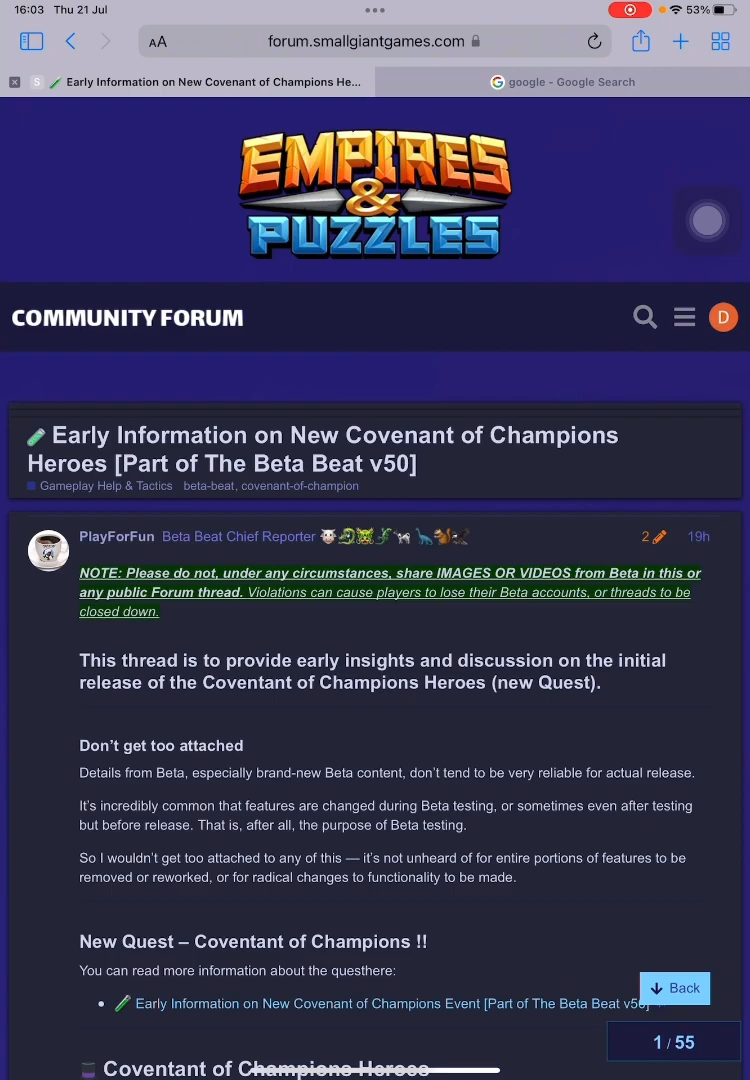 16:03 Thu 21 Jul
53%
AA
forum.smallgiantgames.com
S Early Information on New Covenant of Champions He...
google - Google Search
EMPIRES
&
PUZZLES
COMMUNITY FORUM
D
Early Information on New Covenant of Champions
Heroes [Part of The Beta Beat v50]
Gameplay Help & Tactics beta-beat, covenant-of-champion
PlayForFun Beta Beat Chief Reporter
2
19h
NOTE: Please do not, under any circumstances, share IMAGES OR VIDEOS from Beta in this or
any public Forum thread. Violations can cause players to lose their Beta accounts, or threads to be
closed down.
This thread is to provide early insights and discussion on the initial
release of the Coventant of Champions Heroes (new Quest).
Don’t get too attached
Details from Beta, especially brand-new Beta content, don’t tend to be very reliable for actual release.
It’s incredibly common that features are changed during Beta testing, or sometimes even after testing
but before release. That is, after all, the purpose of Beta testing.
So I wouldn’t get too attached to any of this — it’s not unheard of for entire portions of features to be
removed or reworked, or for radical changes to functionality to be made.
New Quest – Coventant of Champions !!
You can read more information about the questhere:
Back
Early Information on New Covenant of Champions Event [Part of The Beta Beat v50]
1 / 55
Coventant of Champions Heroes